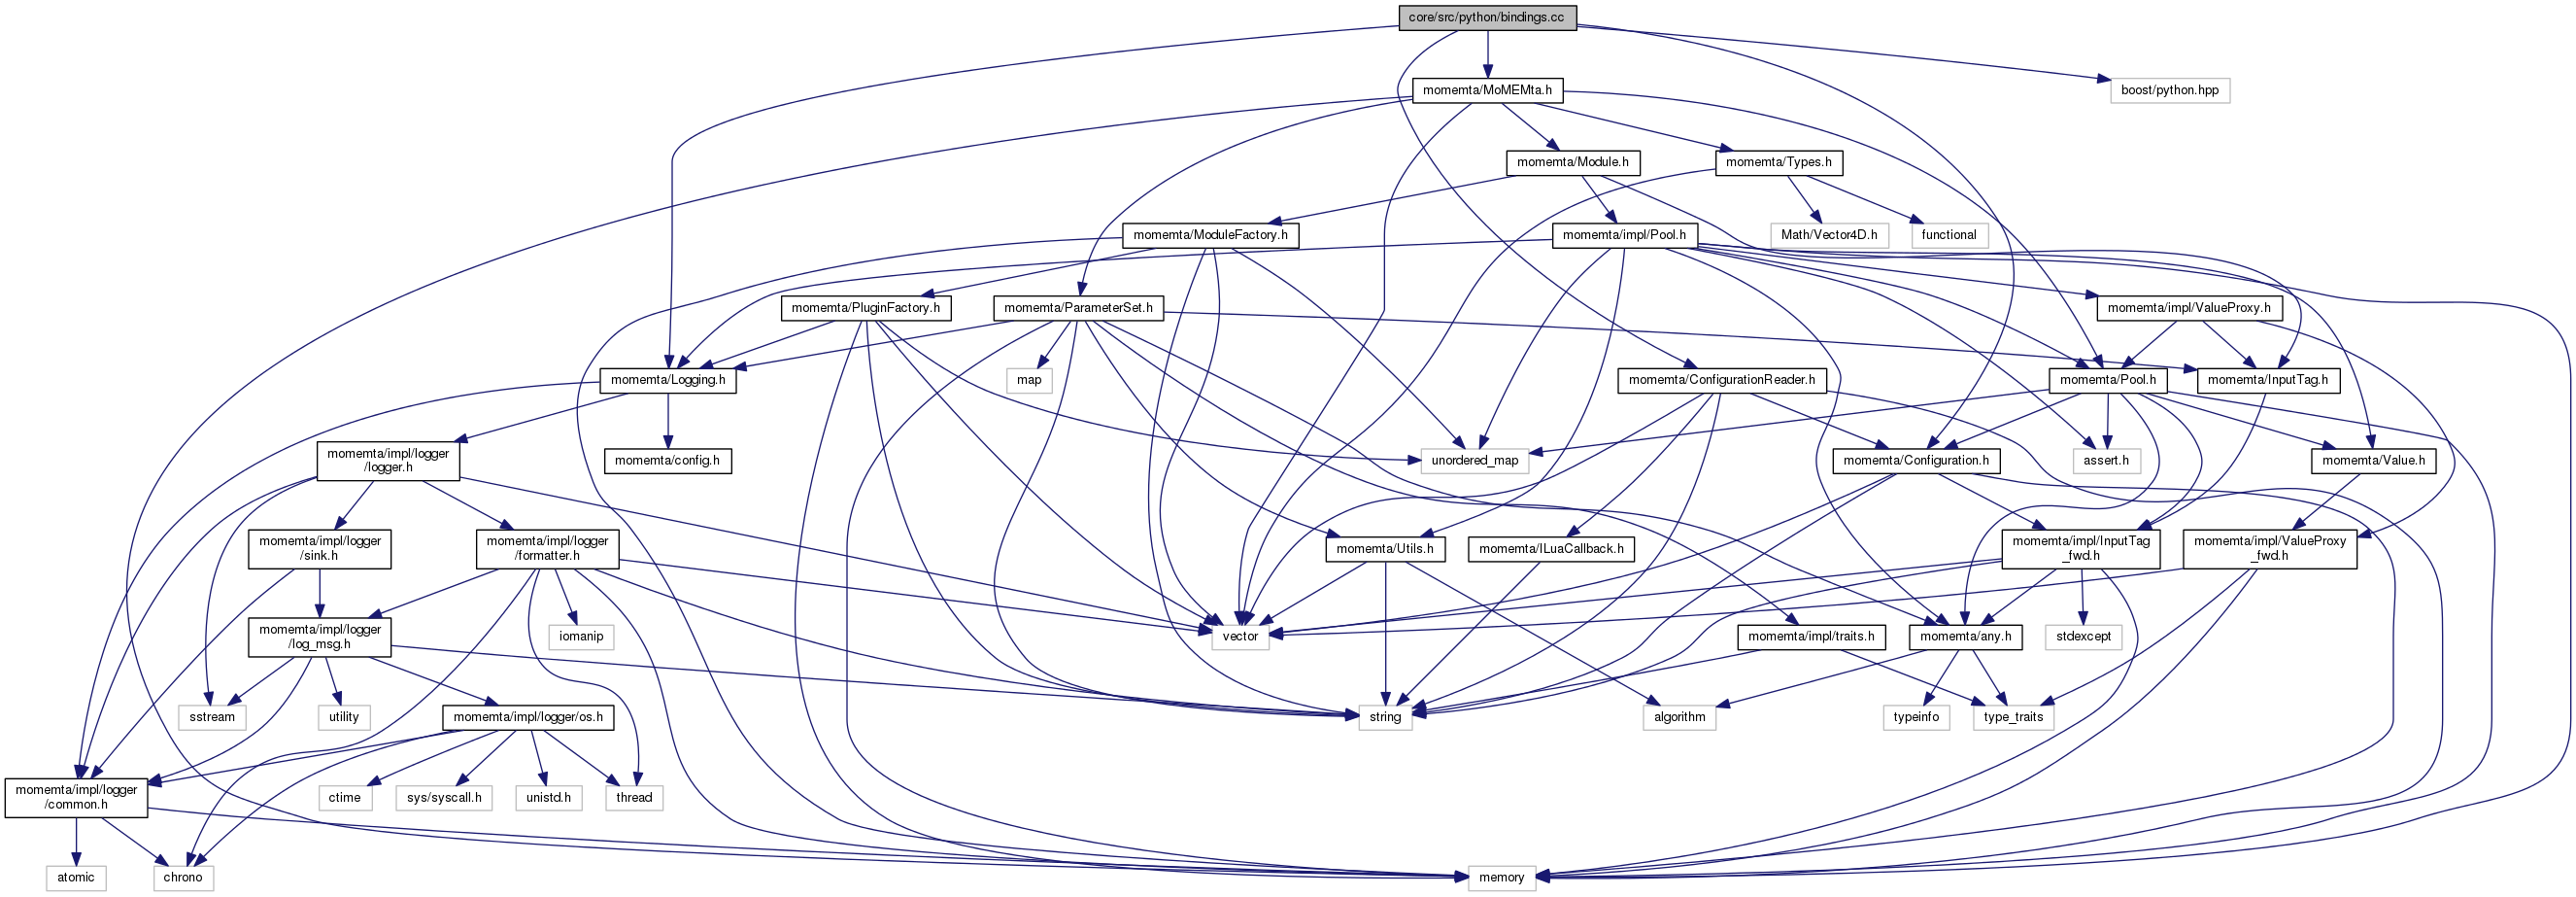 core/src/python/bindings.cc
momemta/MoMEMta.h
boost/python.hpp
momemta/Module.h
momemta/Types.h
momemta/ModuleFactory.h
momemta/impl/Pool.h
Math/Vector4D.h
functional
momemta/PluginFactory.h
momemta/ParameterSet.h
momemta/impl/ValueProxy.h
momemta/Logging.h
map
momemta/ConfigurationReader.h
momemta/Pool.h
momemta/InputTag.h
momemta/impl/logger
/logger.h
momemta/config.h
unordered_map
momemta/Configuration.h
assert.h
momemta/Value.h
momemta/impl/logger
/sink.h
momemta/impl/logger
/formatter.h
momemta/Utils.h
momemta/ILuaCallback.h
momemta/impl/InputTag
_fwd.h
momemta/impl/ValueProxy
_fwd.h
momemta/impl/logger
/log_msg.h
iomanip
vector
momemta/impl/traits.h
momemta/any.h
stdexcept
sstream
utility
momemta/impl/logger/os.h
string
algorithm
typeinfo
type_traits
momemta/impl/logger
/common.h
ctime
sys/syscall.h
unistd.h
thread
atomic
chrono
memory